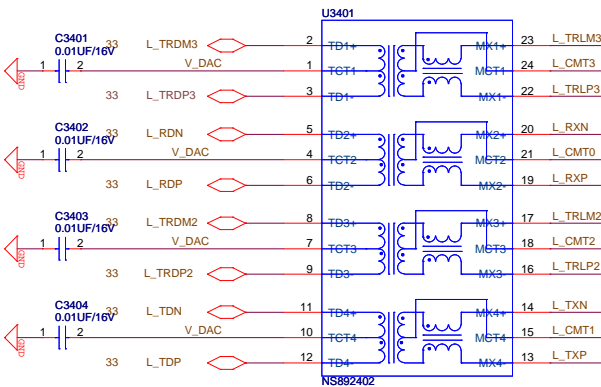 U3401
C3401
0.01UF/16V
33 L_TRDM3 2 TD1+ MX1+ 23 L_TRLM3
GND 1 2 V_DAC 1 TCT1 MCT1 24 L_CMT3
33 L_TRDP3 3 TD1- MX1- 22 L_TRLP3
C3402
0.01UF/16V
33 L_RDN 5 TD2+ MX2+ 20 L_RXN
GND 1 2 V_DAC 4 TCT2 MCT2 21 L_CMT0
33 L_RDP 6 TD2- MX2- 19 L_RXP
C3403
0.01UF/16V
33 L_TRDM2 8 TD3+ MX3+ 17 L_TRLM2
GND 1 2 V_DAC 7 TCT3 MCT3 18 L_CMT2
33 L_TRDP2 9 TD3- MX3- 16 L_TRLP2
C3404
0.01UF/16V
33 L_TDN 11 TD4+ MX4+ 14 L_TXN
GND 1 2 V_DAC 10 TCT4 MCT4 15 L_CMT1
33 L_TDP 12 TD4- MX4- 13 L_TXP
NS892402